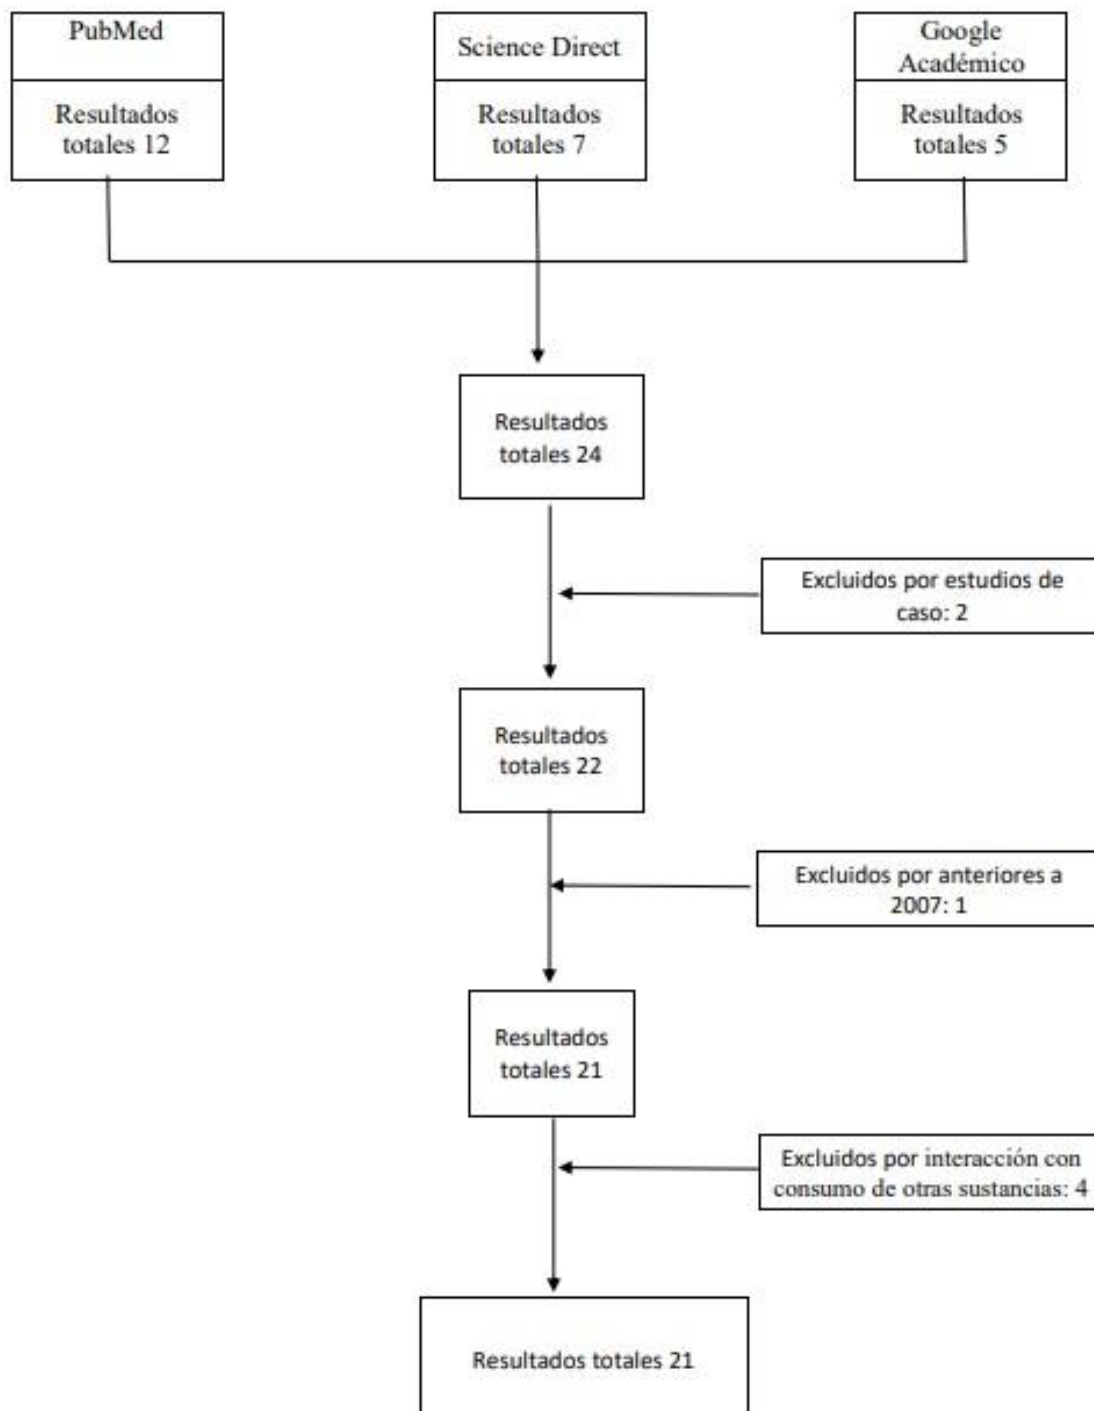 PubMed
Resultados
totales 12
Science Direct
Resultados
totales 7
Google
Académico
Resultados
totales 5
Resultados
totales 24
Excluidos por estudios de
caso: 2
Resultados
totales 22
Excluidos por anteriores a
2007: 1
Resultados
totales 21
Excluidos por interacción con
consumo de otras sustancias: 4
Resultados totales 21